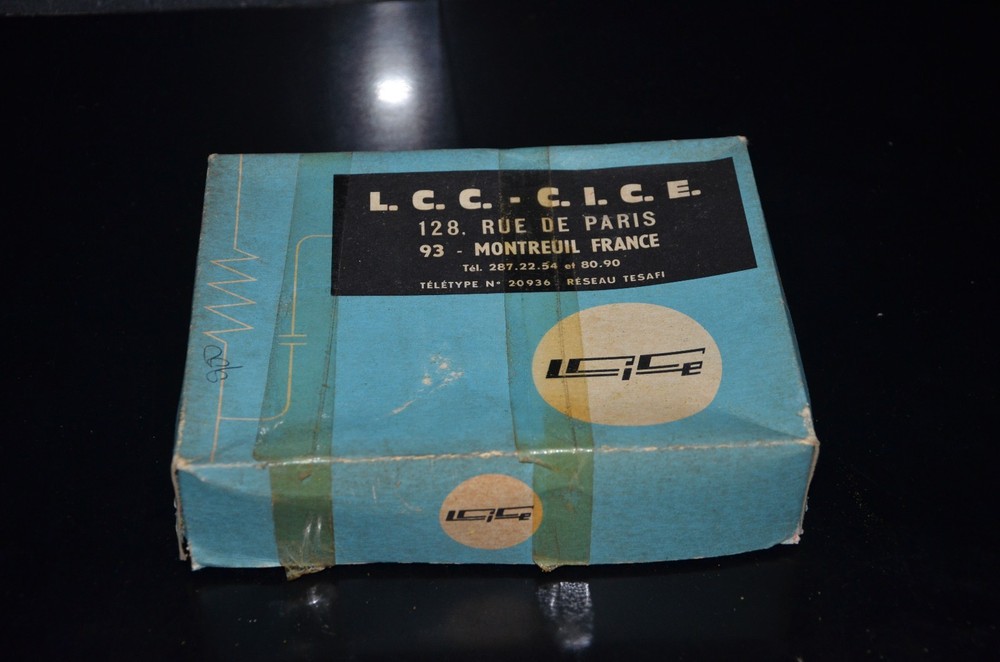 L. C. C. - C. I. C. E.
128. RUE DE PARIS
93 - MONTREUIL FRANCE
Tél. 287.22.54 et 80.90
TÉLÉTYPE N° 20936 RÉSEAU TESAFI
LCiCe
LCiCe